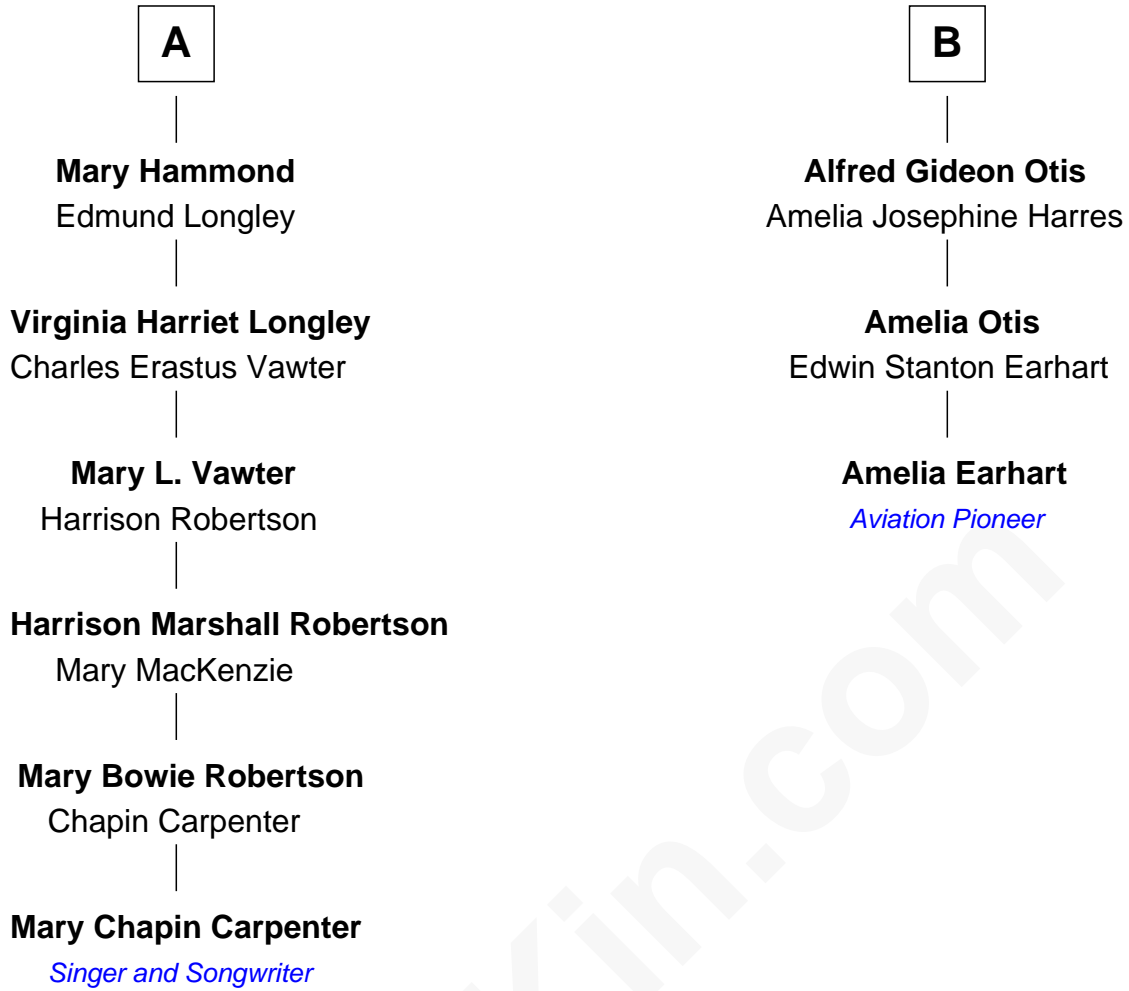 A
Mary Hammond
Edmund Longley
Virginia Harriet Longley
Charles Erastus Vawter
Mary L. Vawter
Harrison Robertson
Harrison Marshall Robertson
Mary MacKenzie
Mary Bowie Robertson
Chapin Carpenter
Mary Chapin Carpenter
Singer and Songwriter
B
Alfred Gideon Otis
Amelia Josephine Harres
Amelia Otis
Edwin Stanton Earhart
Amelia Earhart
Aviation Pioneer
Kin.com